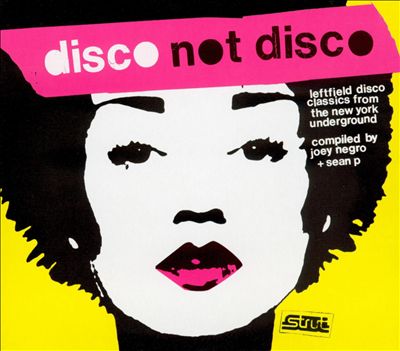 disco not disco
leftfield disco
classics from
the new york
underground
compiled by
joey negro
+ sean p
strut